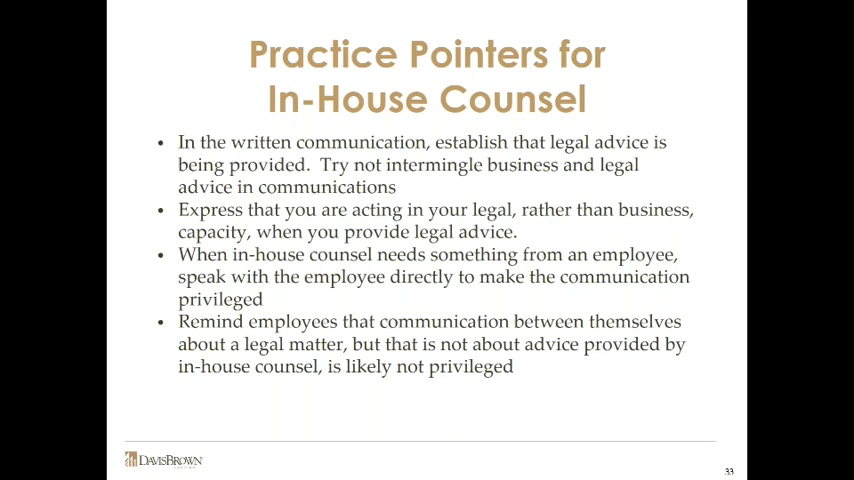 Practice Pointers for
In-House Counsel
• In the written communication, establish that legal advice is
being provided.  Try not intermingle business and legal
advice in communications
• Express that you are acting in your legal, rather than business,
capacity, when you provide legal advice.
• When in-house counsel needs something from an employee,
speak with the employee directly to make the communication
privileged
• Remind employees that communication between themselves
about a legal matter, but that is not about advice provided by
in-house counsel, is likely not privileged
DAVISBROWN
33